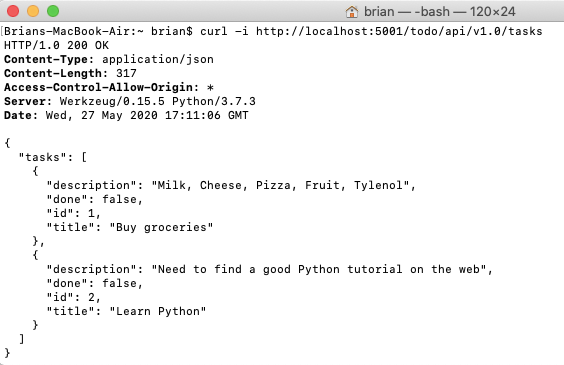 brian — -bash — 120×24
[Brians-MacBook-Air:~ brian$ curl -i http://localhost:5001/todo/api/v1.0/tasks
HTTP/1.0 200 OK
Content-Type: application/json
Content-Length: 317
Access-Control-Allow-Origin: *
Server: Werkzeug/0.15.5 Python/3.7.3
Date: Wed, 27 May 2020 17:11:06 GMT
{
  "tasks": [
    {
      "description": "Milk, Cheese, Pizza, Fruit, Tylenol",
      "done": false,
      "id": 1,
      "title": "Buy groceries"
    },
    {
      "description": "Need to find a good Python tutorial on the web",
      "done": false,
      "id": 2,
      "title": "Learn Python"
    }
  ]
}